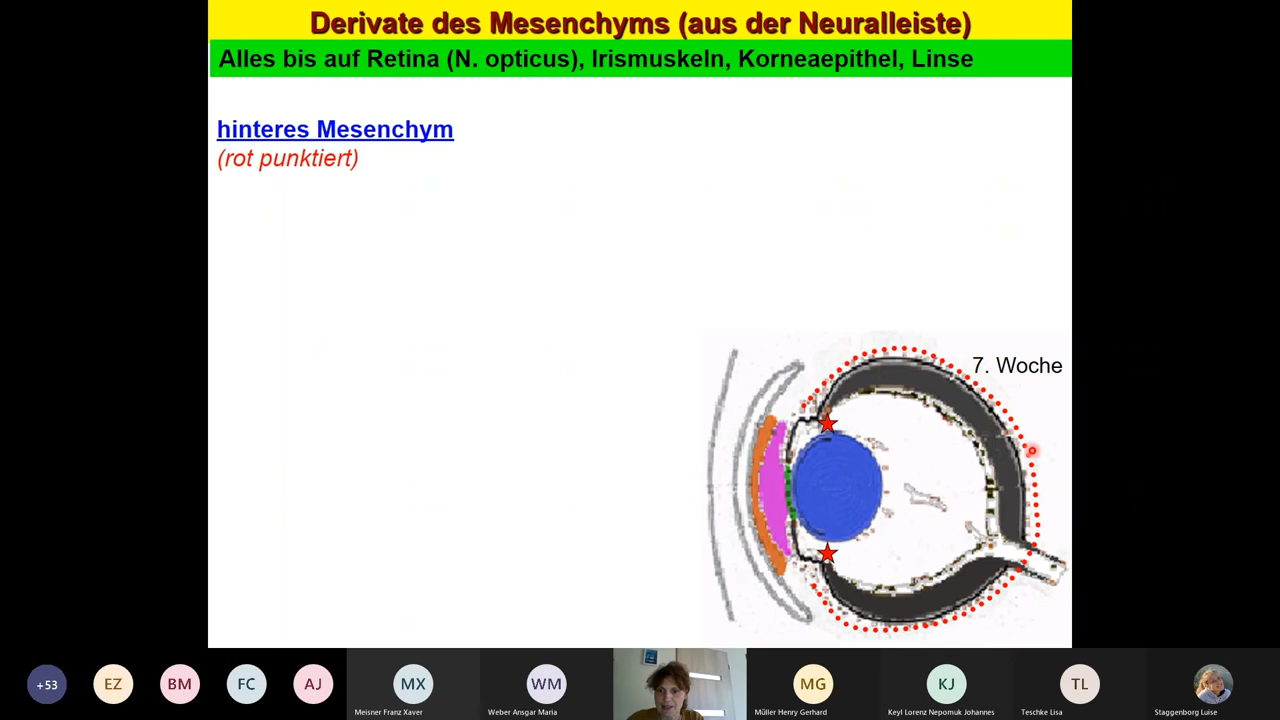 Derivate des Mesenchyms (aus der Neuralleiste)
Alles bis auf Retina (N. opticus), Irismuskeln, Korneaepithel, Linse
hinteres Mesenchym
(rot punktiert)
7. Woche
+53
EZ
BM
FC
AJ
MX
WM
MG
KJ
TL
Meisner Franz Xaver
Weber Ansgar Maria
Müller Henry Gerhard
Keyl Lorenz Nepomuk Johannes
Teschke Lisa
Staggenborg Luise